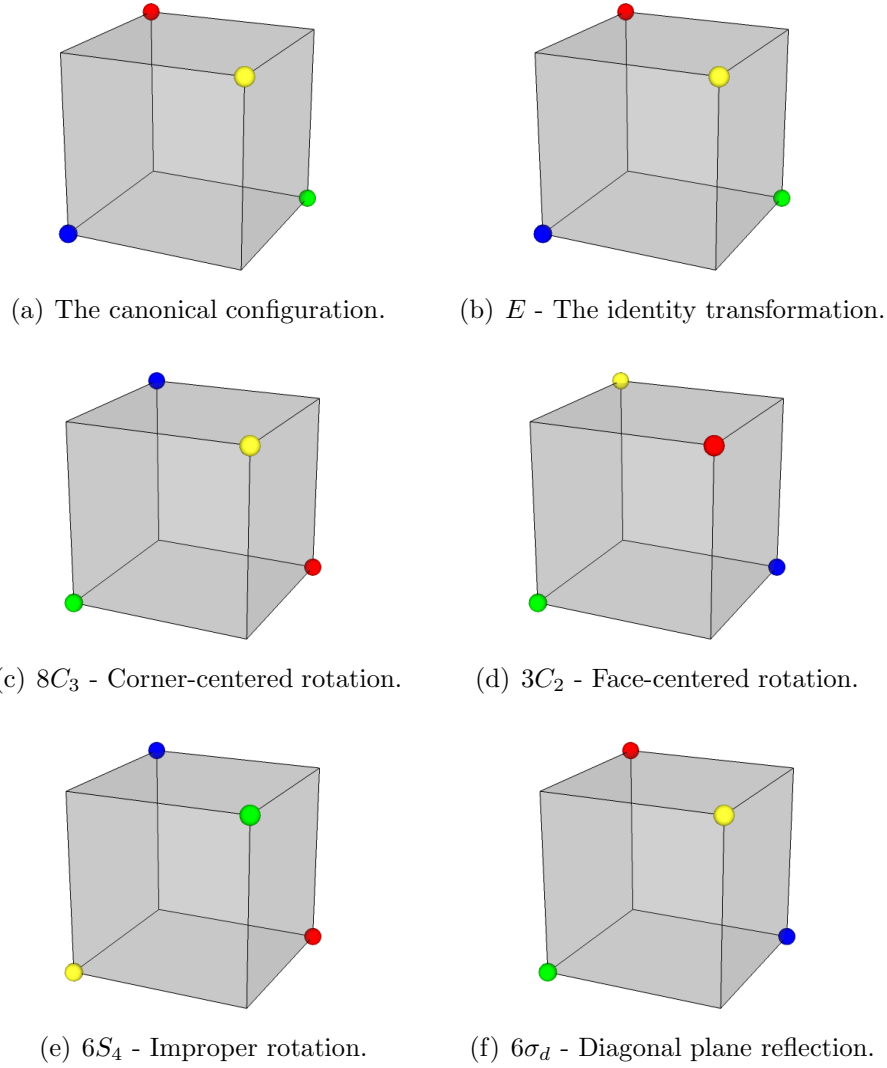 (a) The canonical configuration.
(b) E - The identity transformation.
(c) 8C₃ - Corner-centered rotation.
(d) 3C₂ - Face-centered rotation.
(e) 6S₄ - Improper rotation.
(f) 6σ_d - Diagonal plane reflection.